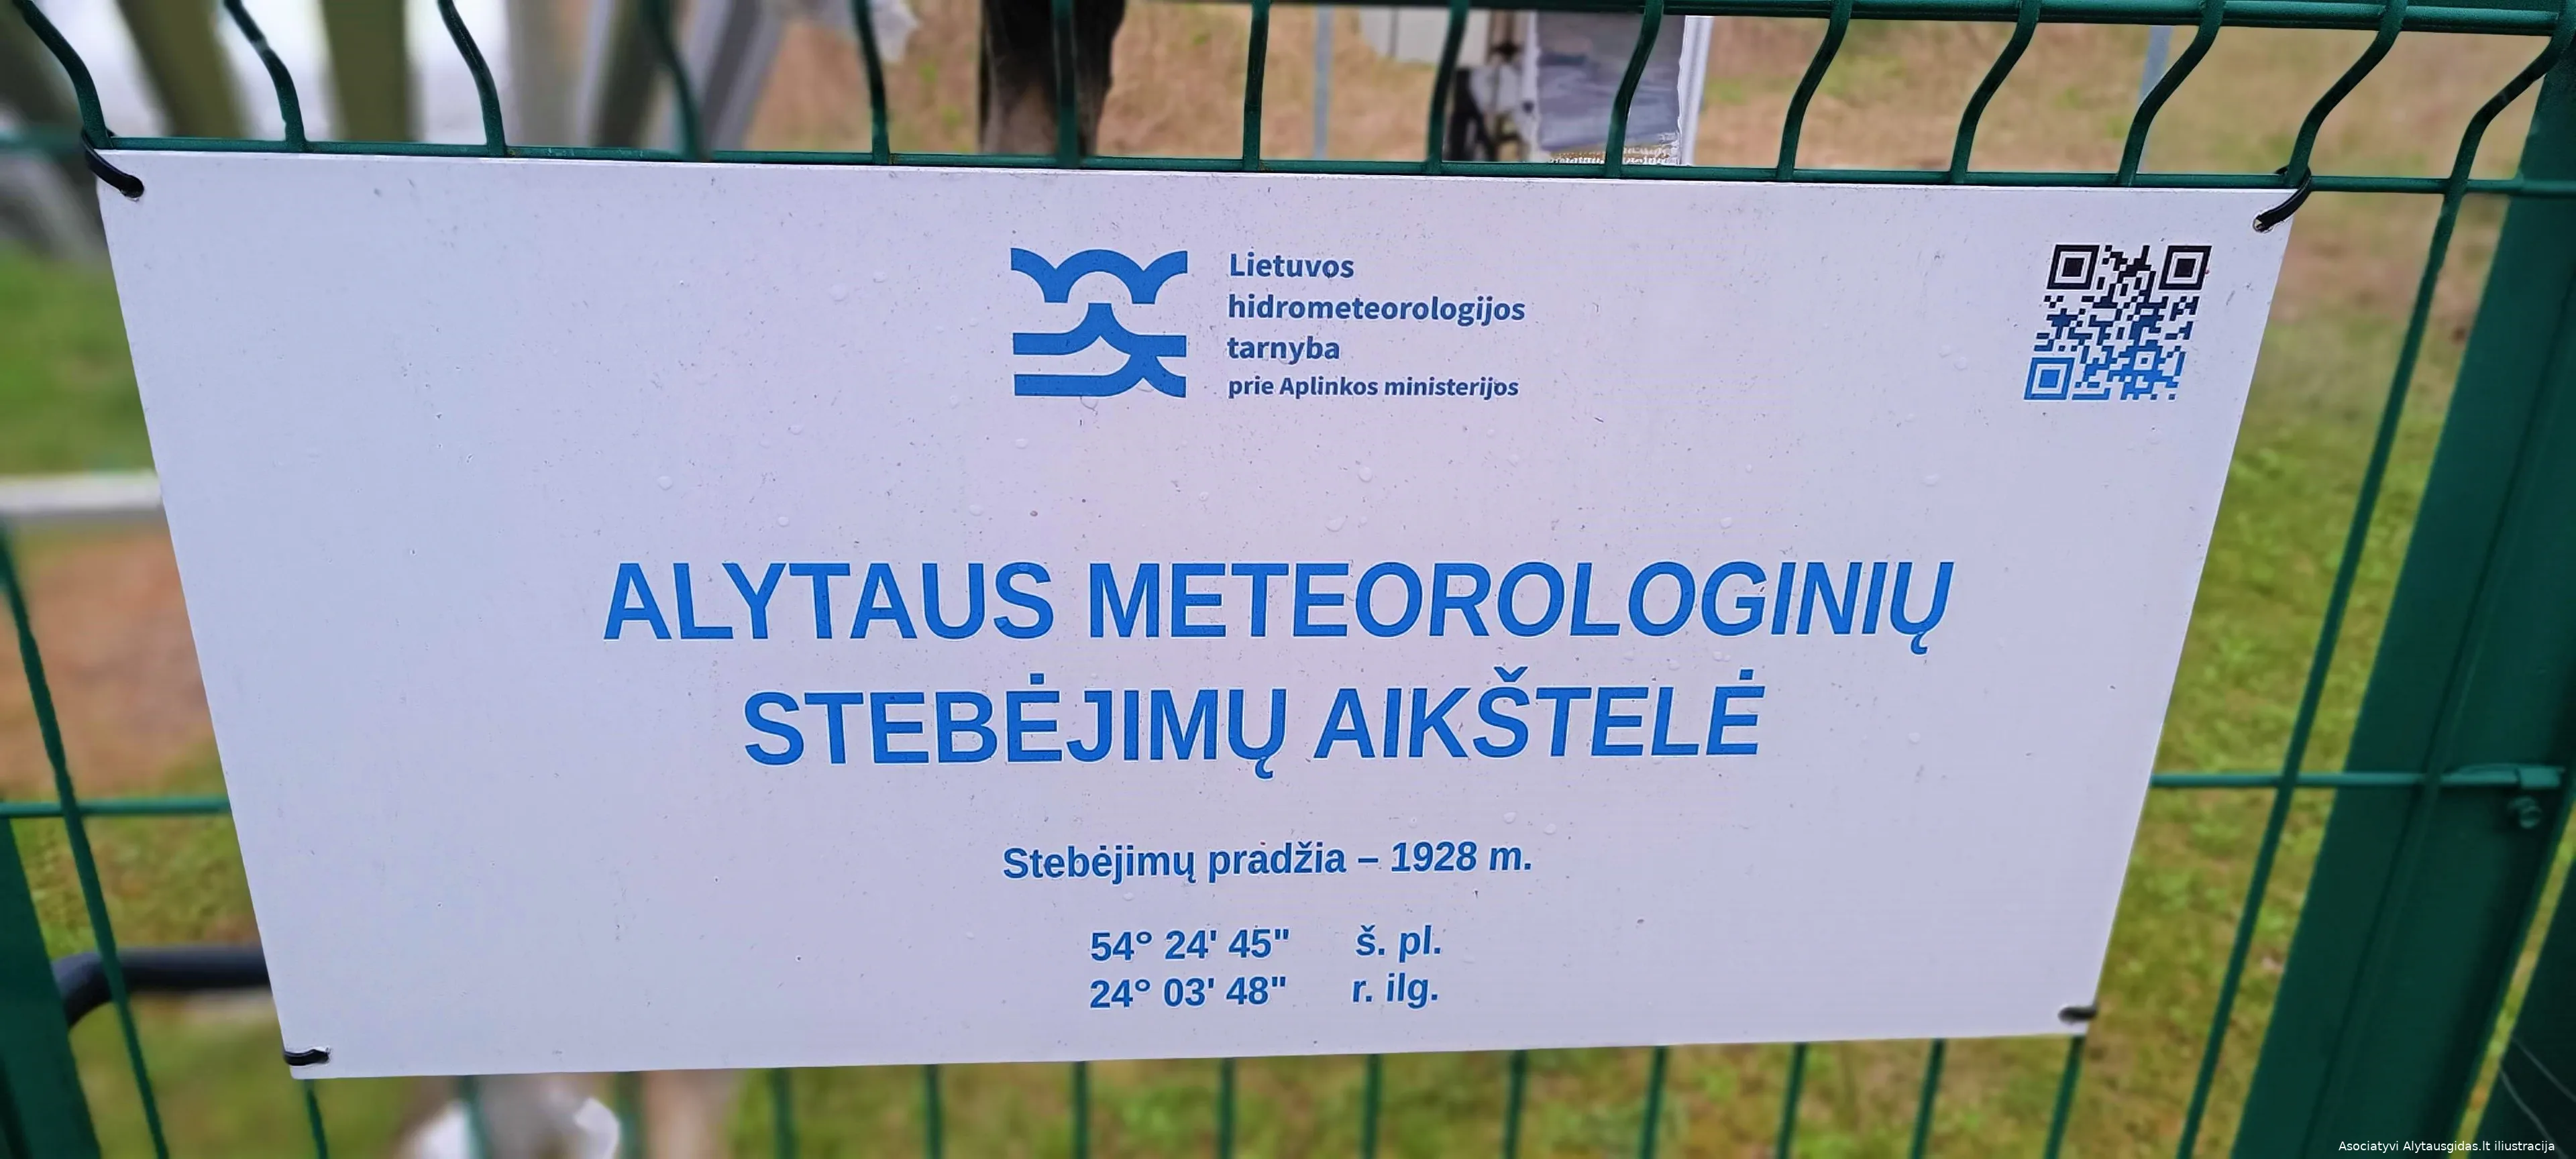 Lietuvos
hidrometeorologijos
tarnyba
prie Aplinkos ministerijos
ALYTAUS METEOROLOGINIŲ
STEBĖJIMŲ AIKŠTELĖ
Stebėjimų pradžia – 1928 m.
54° 24' 45" š. pl.
24° 03' 48" r. ilg.
Asociatyvi Alytausgidas.lt iliustracija